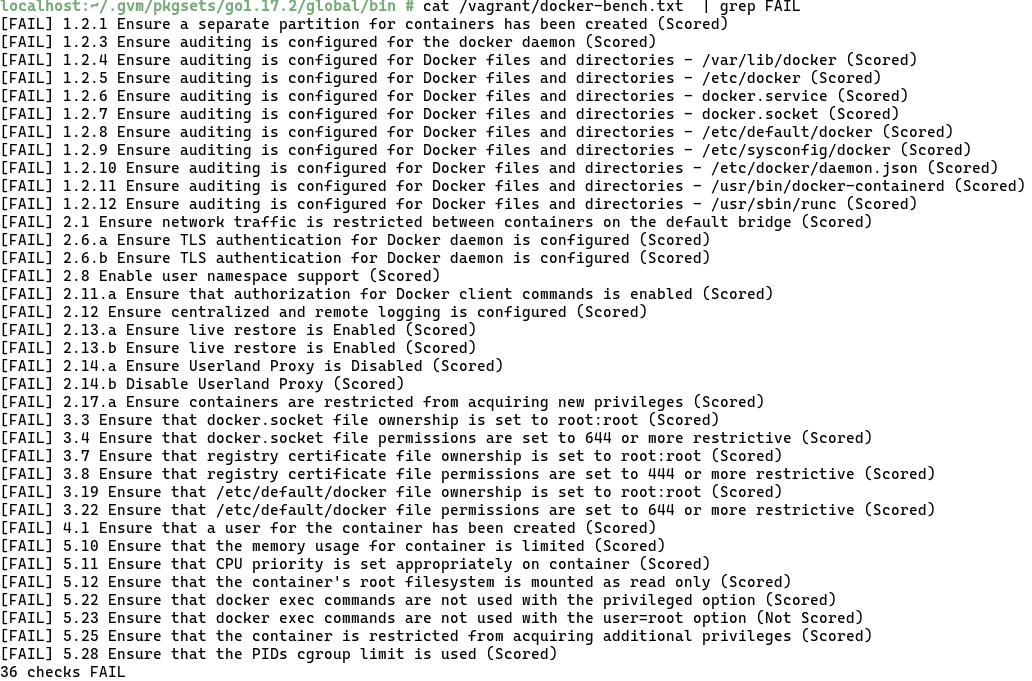 localhost:~/.gvm/pkgsets/go1.17.2/global/bin # cat /vagrant/docker-bench.txt  | grep FAIL
[FAIL] 1.2.1 Ensure a separate partition for containers has been created (Scored)
[FAIL] 1.2.3 Ensure auditing is configured for the docker daemon (Scored)
[FAIL] 1.2.4 Ensure auditing is configured for Docker files and directories - /var/lib/docker (Scored)
[FAIL] 1.2.5 Ensure auditing is configured for Docker files and directories - /etc/docker (Scored)
[FAIL] 1.2.6 Ensure auditing is configured for Docker files and directories - docker.service (Scored)
[FAIL] 1.2.7 Ensure auditing is configured for Docker files and directories - docker.socket (Scored)
[FAIL] 1.2.8 Ensure auditing is configured for Docker files and directories - /etc/default/docker (Scored)
[FAIL] 1.2.9 Ensure auditing is configured for Docker files and directories - /etc/sysconfig/docker (Scored)
[FAIL] 1.2.10 Ensure auditing is configured for Docker files and directories - /etc/docker/daemon.json (Scored)
[FAIL] 1.2.11 Ensure auditing is configured for Docker files and directories - /usr/bin/docker-containerd (Scored)
[FAIL] 1.2.12 Ensure auditing is configured for Docker files and directories - /usr/sbin/runc (Scored)
[FAIL] 2.1 Ensure network traffic is restricted between containers on the default bridge (Scored)
[FAIL] 2.6.a Ensure TLS authentication for Docker daemon is configured (Scored)
[FAIL] 2.6.b Ensure TLS authentication for Docker daemon is configured (Scored)
[FAIL] 2.8 Enable user namespace support (Scored)
[FAIL] 2.11.a Ensure that authorization for Docker client commands is enabled (Scored)
[FAIL] 2.12 Ensure centralized and remote logging is configured (Scored)
[FAIL] 2.13.a Ensure live restore is Enabled (Scored)
[FAIL] 2.13.b Ensure live restore is Enabled (Scored)
[FAIL] 2.14.a Ensure Userland Proxy is Disabled (Scored)
[FAIL] 2.14.b Disable Userland Proxy (Scored)
[FAIL] 2.17.a Ensure containers are restricted from acquiring new privileges (Scored)
[FAIL] 3.3 Ensure that docker.socket file ownership is set to root:root (Scored)
[FAIL] 3.4 Ensure that docker.socket file permissions are set to 644 or more restrictive (Scored)
[FAIL] 3.7 Ensure that registry certificate file ownership is set to root:root (Scored)
[FAIL] 3.8 Ensure that registry certificate file permissions are set to 444 or more restrictive (Scored)
[FAIL] 3.19 Ensure that /etc/default/docker file ownership is set to root:root (Scored)
[FAIL] 3.22 Ensure that /etc/default/docker file permissions are set to 644 or more restrictive (Scored)
[FAIL] 4.1 Ensure that a user for the container has been created (Scored)
[FAIL] 5.10 Ensure that the memory usage for container is limited (Scored)
[FAIL] 5.11 Ensure that CPU priority is set appropriately on container (Scored)
[FAIL] 5.12 Ensure that the container's root filesystem is mounted as read only (Scored)
[FAIL] 5.22 Ensure that docker exec commands are not used with the privileged option (Scored)
[FAIL] 5.23 Ensure that docker exec commands are not used with the user=root option (Not Scored)
[FAIL] 5.25 Ensure that the container is restricted from acquiring additional privileges (Scored)
[FAIL] 5.28 Ensure that the PIDs cgroup limit is used (Scored)
36 checks FAIL